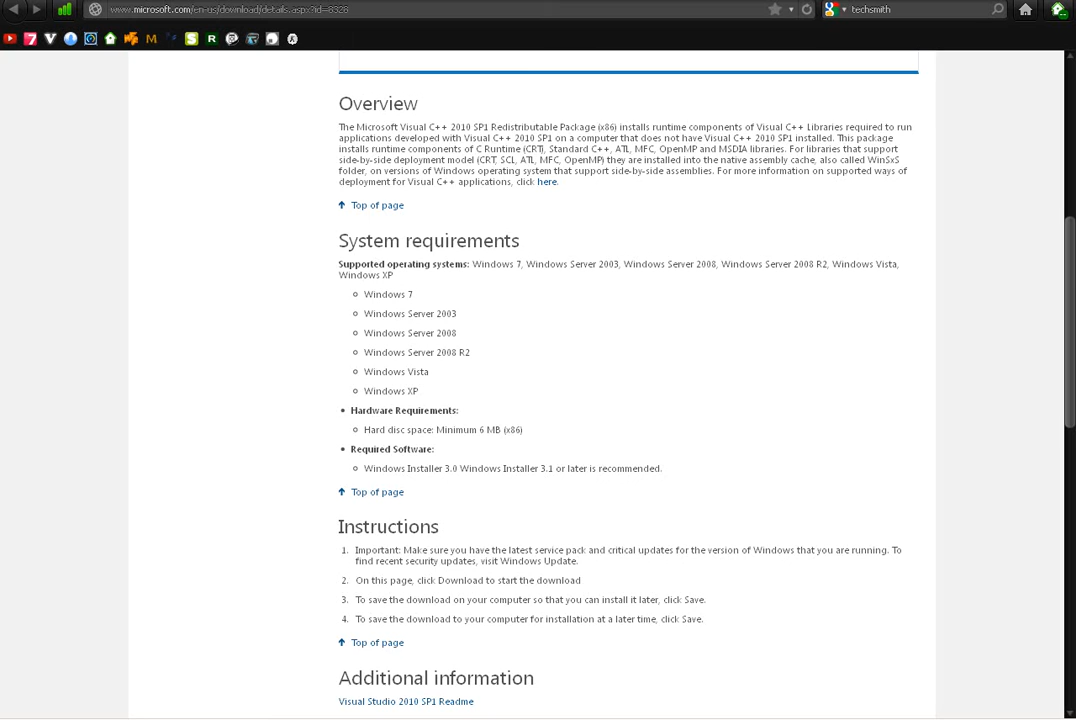 www.microsoft.com/en-us/download/details.aspx?id=8328
techsmith
Overview
The Microsoft Visual C++ 2010 SP1 Redistributable Package (x86) installs runtime components of Visual C++ Libraries required to run
applications developed with Visual C++ 2010 SP1 on a computer that does not have Visual C++ 2010 SP1 installed. This package
installs runtime components of C Runtime (CRT), Standard C++, ATL, MFC, OpenMP and MSDIA libraries. For libraries that support
side-by-side deployment model (CRT, SCL, ATL, MFC, OpenMP) they are installed into the native assembly cache, also called WinSxS
folder, on versions of Windows operating system that support side-by-side assemblies. For more information on supported ways of
deployment for Visual C++ applications, click here.
Top of page
System requirements
Supported operating systems: Windows 7, Windows Server 2003, Windows Server 2008, Windows Server 2008 R2, Windows Vista,
Windows XP
Windows 7
Windows Server 2003
Windows Server 2008
Windows Server 2008 R2
Windows Vista
Windows XP
Hardware Requirements:
Hard disc space: Minimum 6 MB (x86)
Required Software:
Windows Installer 3.0 Windows Installer 3.1 or later is recommended.
Top of page
Instructions
1. Important: Make sure you have the latest service pack and critical updates for the version of Windows that you are running. To
find recent security updates, visit Windows Update.
2. On this page, click Download to start the download
3. To save the download on your computer so that you can install it later, click Save.
4. To save the download to your computer for installation at a later time, click Save.
Top of page
Additional information
Visual Studio 2010 SP1 Readme